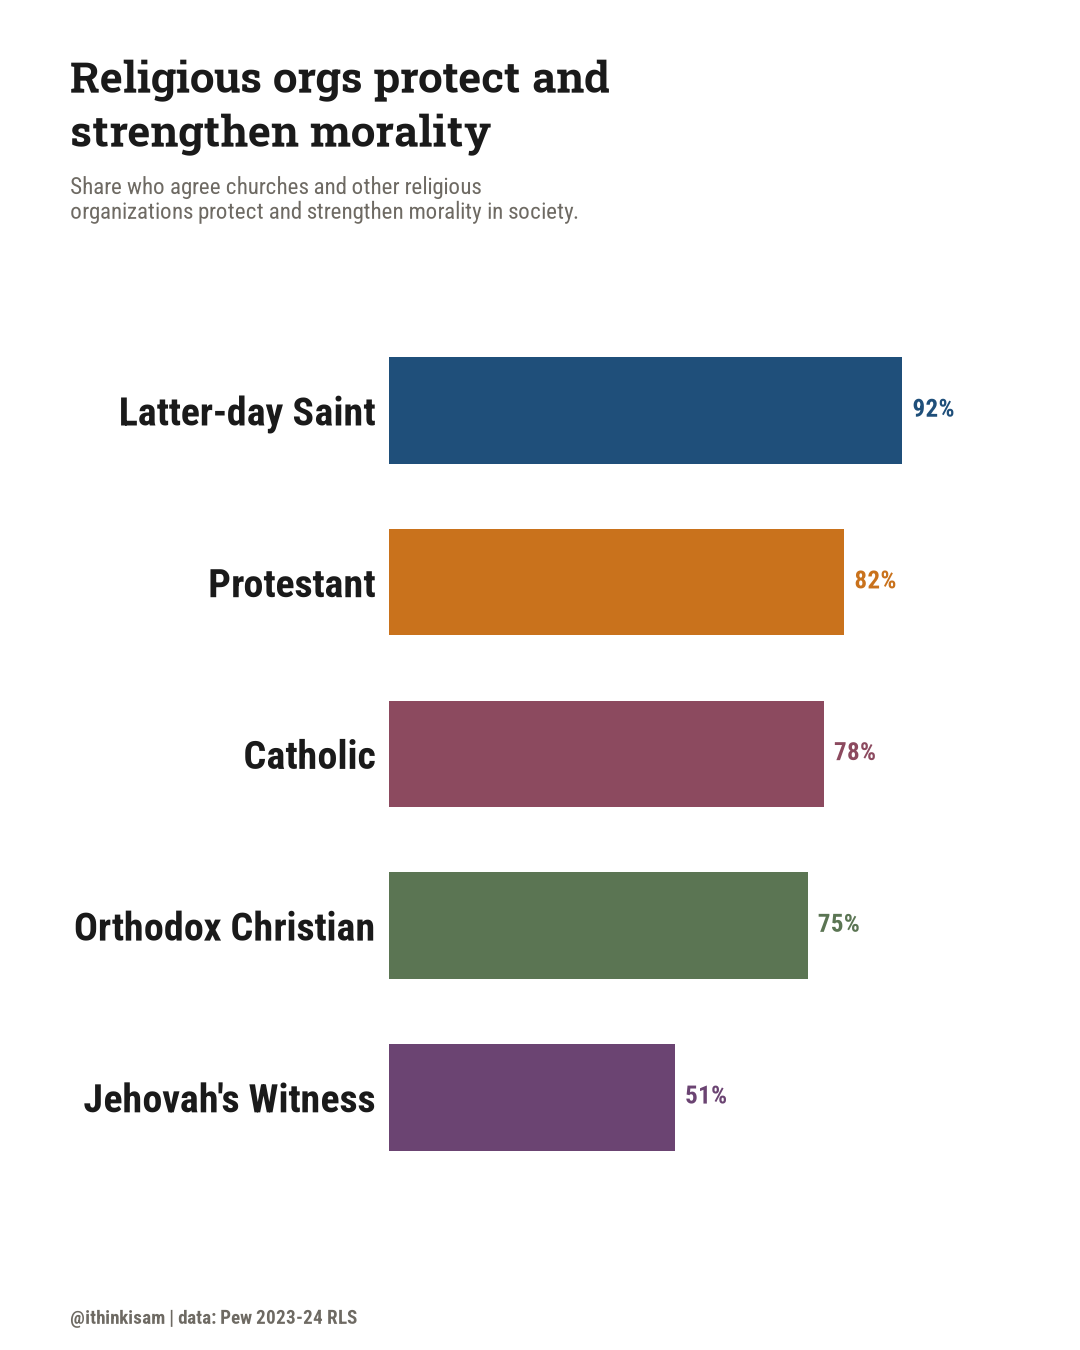 Religious orgs protect and
strengthen morality
Share who agree churches and other religious
organizations protect and strengthen morality in society.
Latter-day Saint 92%
Protestant 82%
Catholic 78%
Orthodox Christian 75%
Jehovah's Witness 51%
@ithinkisam | data: Pew 2023-24 RLS